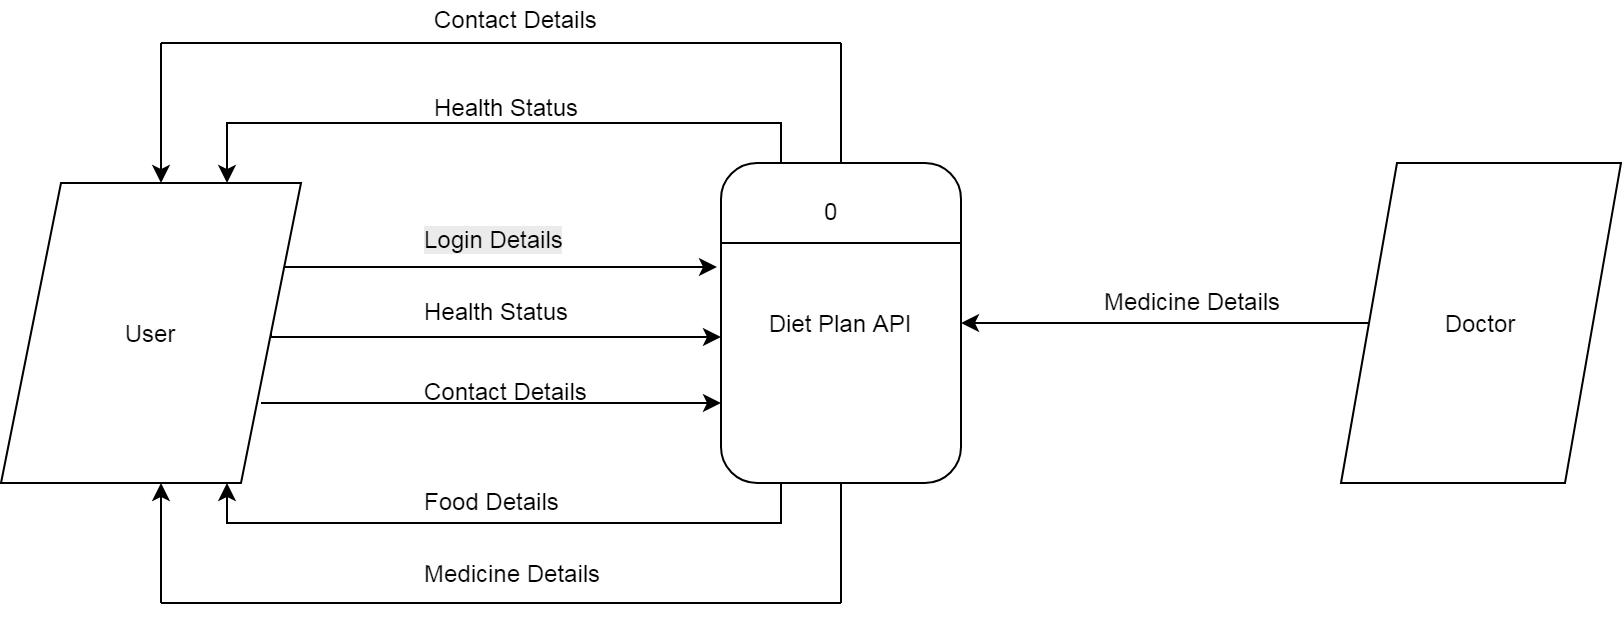 Contact Details
Health Status
0
Login Details
Health Status
Medicine Details
User
Diet Plan API
Doctor
Contact Details
Food Details
Medicine Details